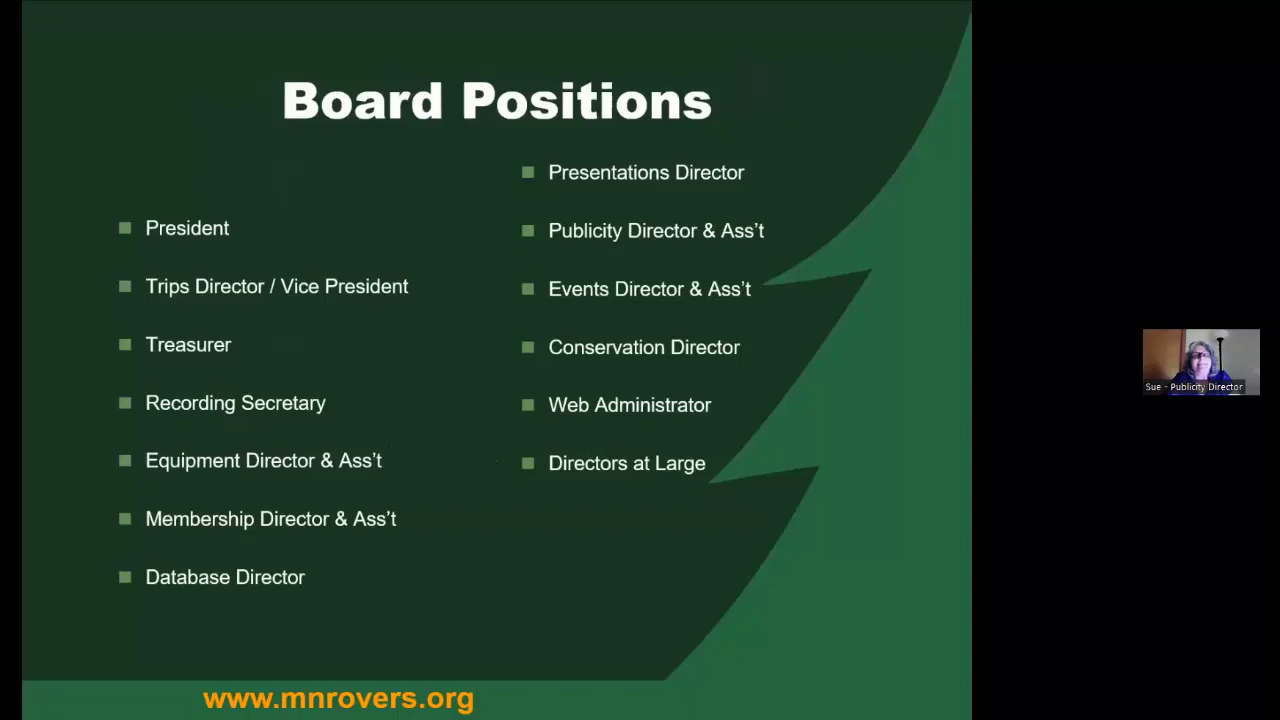 Board Positions
President
Trips Director / Vice President
Treasurer
Recording Secretary
Equipment Director & Ass’t
Membership Director & Ass’t
Database Director
Presentations Director
Publicity Director & Ass’t
Events Director & Ass’t
Conservation Director
Web Administrator
Directors at Large
www.mnrovers.org
Sue - Publicity Director